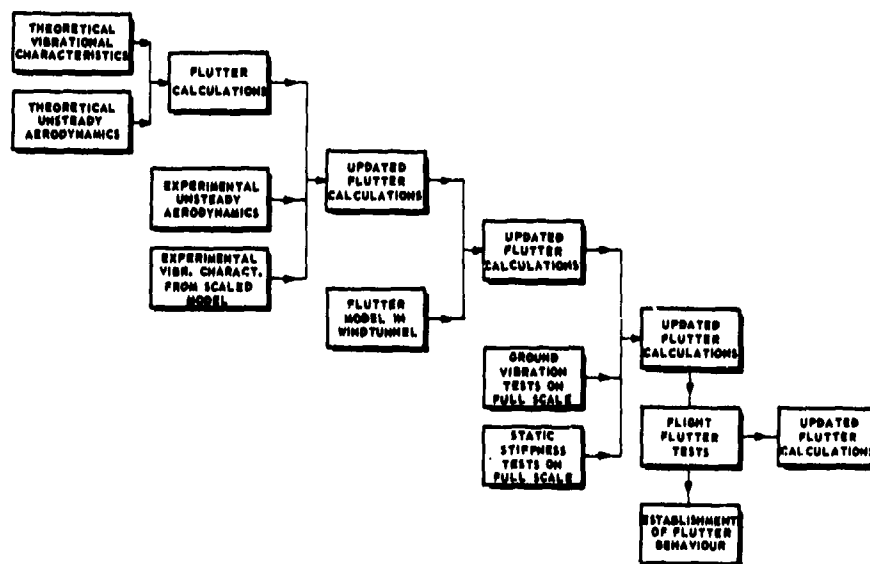 THEORETICAL
VIBRATIONAL
CHARACTERISTICS
FLUTTER
CALCULATIONS
THEORETICAL
UNSTEADY
AERODYNAMICS
EXPERIMENTAL
UNSTEADY
AERODYNAMICS
UPDATED
FLUTTER
CALCULATIONS
EXPERIMENTAL
VIBR. CHARACT.
FROM SCALED
MODEL
FLUTTER
MODEL IN
WINDTUNNEL
UPDATED
FLUTTER
CALCULATIONS
GROUND
VIBRATION
TESTS ON
FULL SCALE
STATIC
STIFFNESS
TESTS ON
FULL SCALE
UPDATED
FLUTTER
CALCULATIONS
FLIGHT
FLUTTER
TESTS
UPDATED
FLUTTER
CALCULATIONS
ESTABLISHMENT
OF FLUTTER
BEHAVIOUR